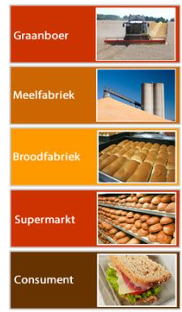 Graanboer
Meelfabriek
Broodfabriek
Supermarkt
Consument